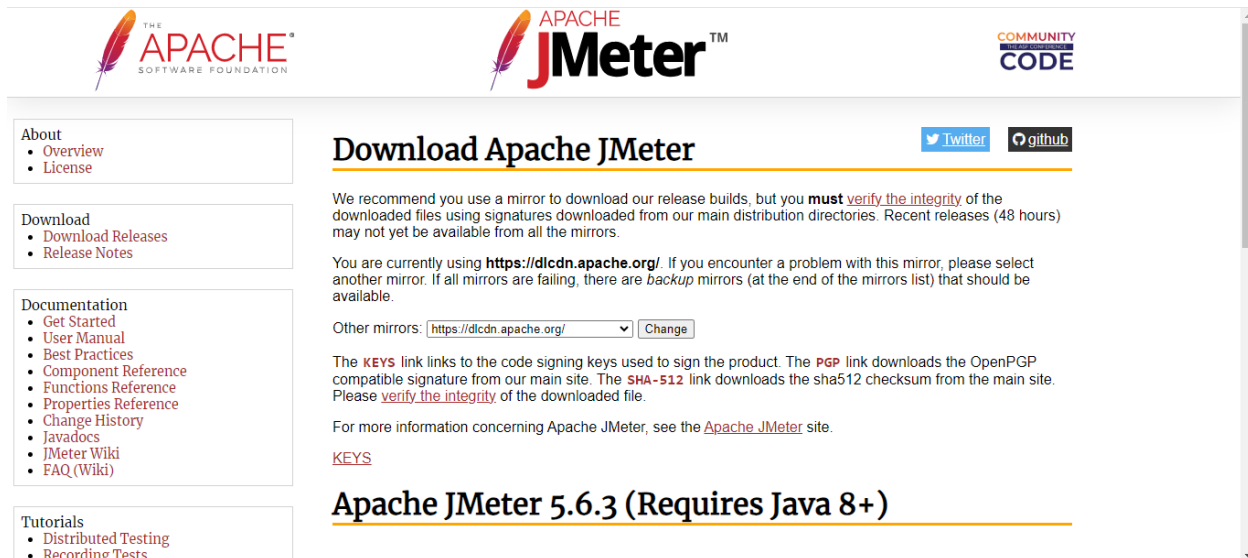 THE
APACHE®
SOFTWARE FOUNDATION
APACHE
JMeter™
COMMUNITY
THE ASF CONFERENCE
CODE
About
Overview
License
Download
Download Releases
Release Notes
Documentation
Get Started
User Manual
Best Practices
Component Reference
Functions Reference
Properties Reference
Change History
Javadocs
JMeter Wiki
FAQ (Wiki)
Tutorials
Distributed Testing
Recording Tests
Twitter
github
Download Apache JMeter
We recommend you use a mirror to download our release builds, but you must verify the integrity of the
downloaded files using signatures downloaded from our main distribution directories. Recent releases (48 hours)
may not yet be available from all the mirrors.
You are currently using https://dlcdn.apache.org/. If you encounter a problem with this mirror, please select
another mirror. If all mirrors are failing, there are backup mirrors (at the end of the mirrors list) that should be
available.
Other mirrors: https://dlcdn.apache.org/ Change
The KEYS link links to the code signing keys used to sign the product. The PGP link downloads the OpenPGP
compatible signature from our main site. The SHA-512 link downloads the sha512 checksum from the main site.
Please verify the integrity of the downloaded file.
For more information concerning Apache JMeter, see the Apache JMeter site.
KEYS
Apache JMeter 5.6.3 (Requires Java 8+)